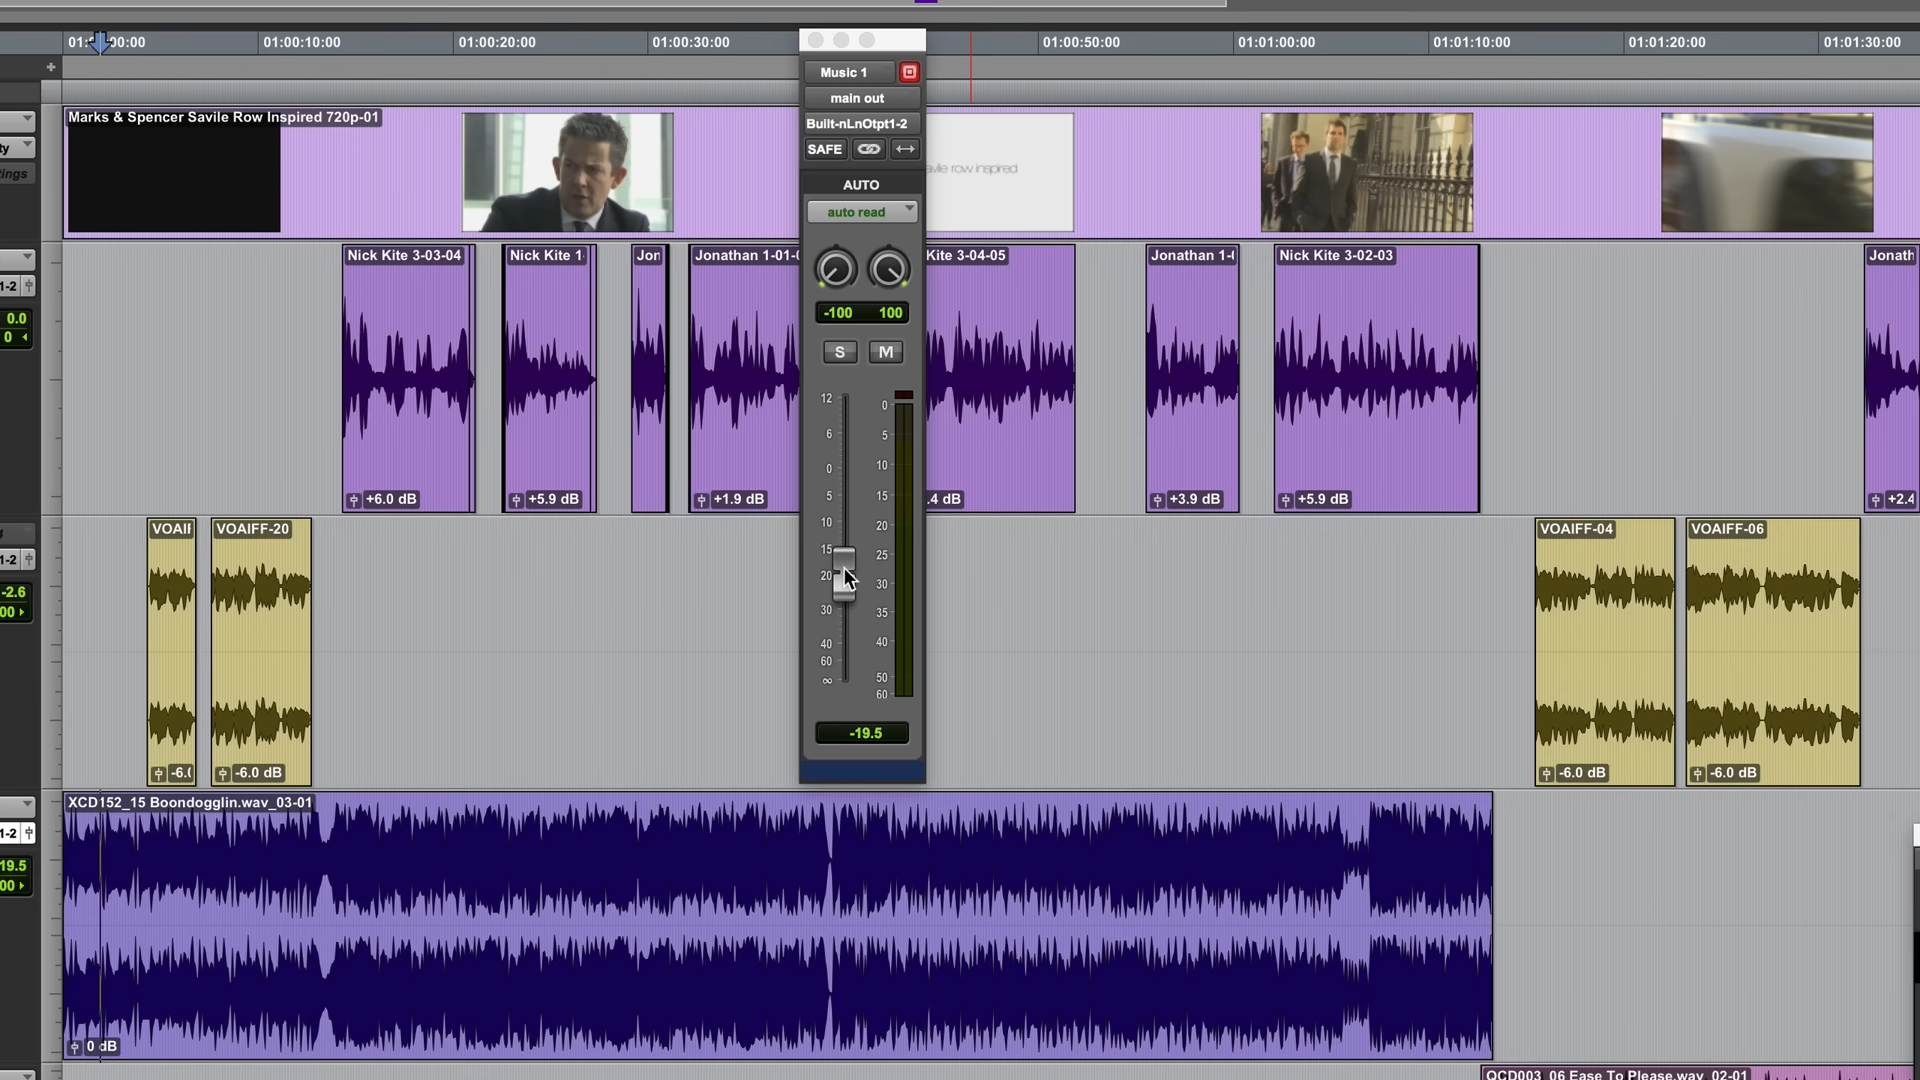 01:00:00
01:00:10:00
01:00:20:00
01:00:30:00
01:00:50:00
01:01:00:00
01:01:10:00
01:01:20:00
01:01:30:00
+
Music 1
main out
Built-nLnOtpt1-2
SAFE
AUTO
auto read
-100 100
S M
12
6
0
5
10
15
20
30
40
60
∞
0
5
10
15
20
25
30
35
40
50
60
-19.5
Marks & Spencer Savile Row Inspired 720p-01
row inspired
ty
ings
Nick Kite 3-03-04
Nick Kite 1
Jon
Jonathan 1-01-0
Kite 3-04-05
Jonathan 1-
Nick Kite 3-02-03
Jonath
1-2
0.0
0
+6.0 dB
+5.9 dB
+1.9 dB
.4 dB
+3.9 dB
+5.9 dB
+2.4
VOAIF
VOAIFF-20
VOAIFF-04
VOAIFF-06
1-2
-2.6
00
-6.0
-6.0 dB
-6.0 dB
-6.0 dB
XCD152_15 Boondogglin.wav_03-01
1-2
19.5
00
0 dB
QCD003_06 Ease To Please.wav_02-01